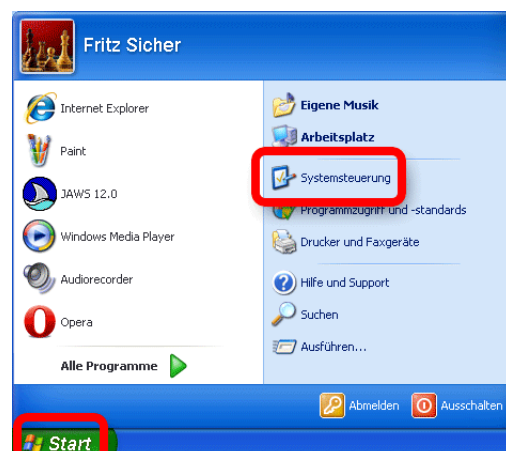 Fritz Sicher
Internet Explorer
Paint
JAWS 12.0
Windows Media Player
Audiorecorder
Opera
Alle Programme
Eigene Musik
Arbeitsplatz
Systemsteuerung
Programmzugriff und -standards
Drucker und Faxgeräte
Hilfe und Support
Suchen
Ausführen...
Abmelden
Ausschalten
Start